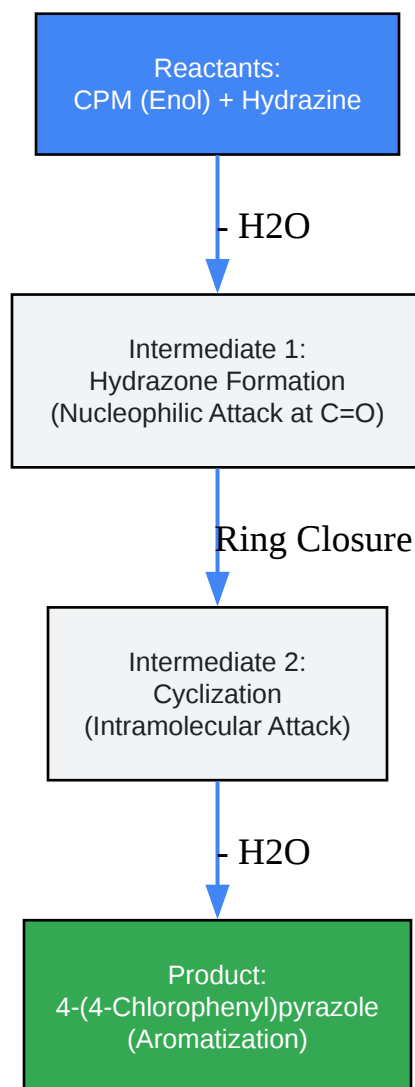 Reactants:
CPM (Enol) + Hydrazine
- H2O
Intermediate 1:
Hydrazone Formation
(Nucleophilic Attack at C=O)
Ring Closure
Intermediate 2:
Cyclization
(Intramolecular Attack)
- H2O
Product:
4-(4-Chlorophenyl)pyrazole
(Aromatization)